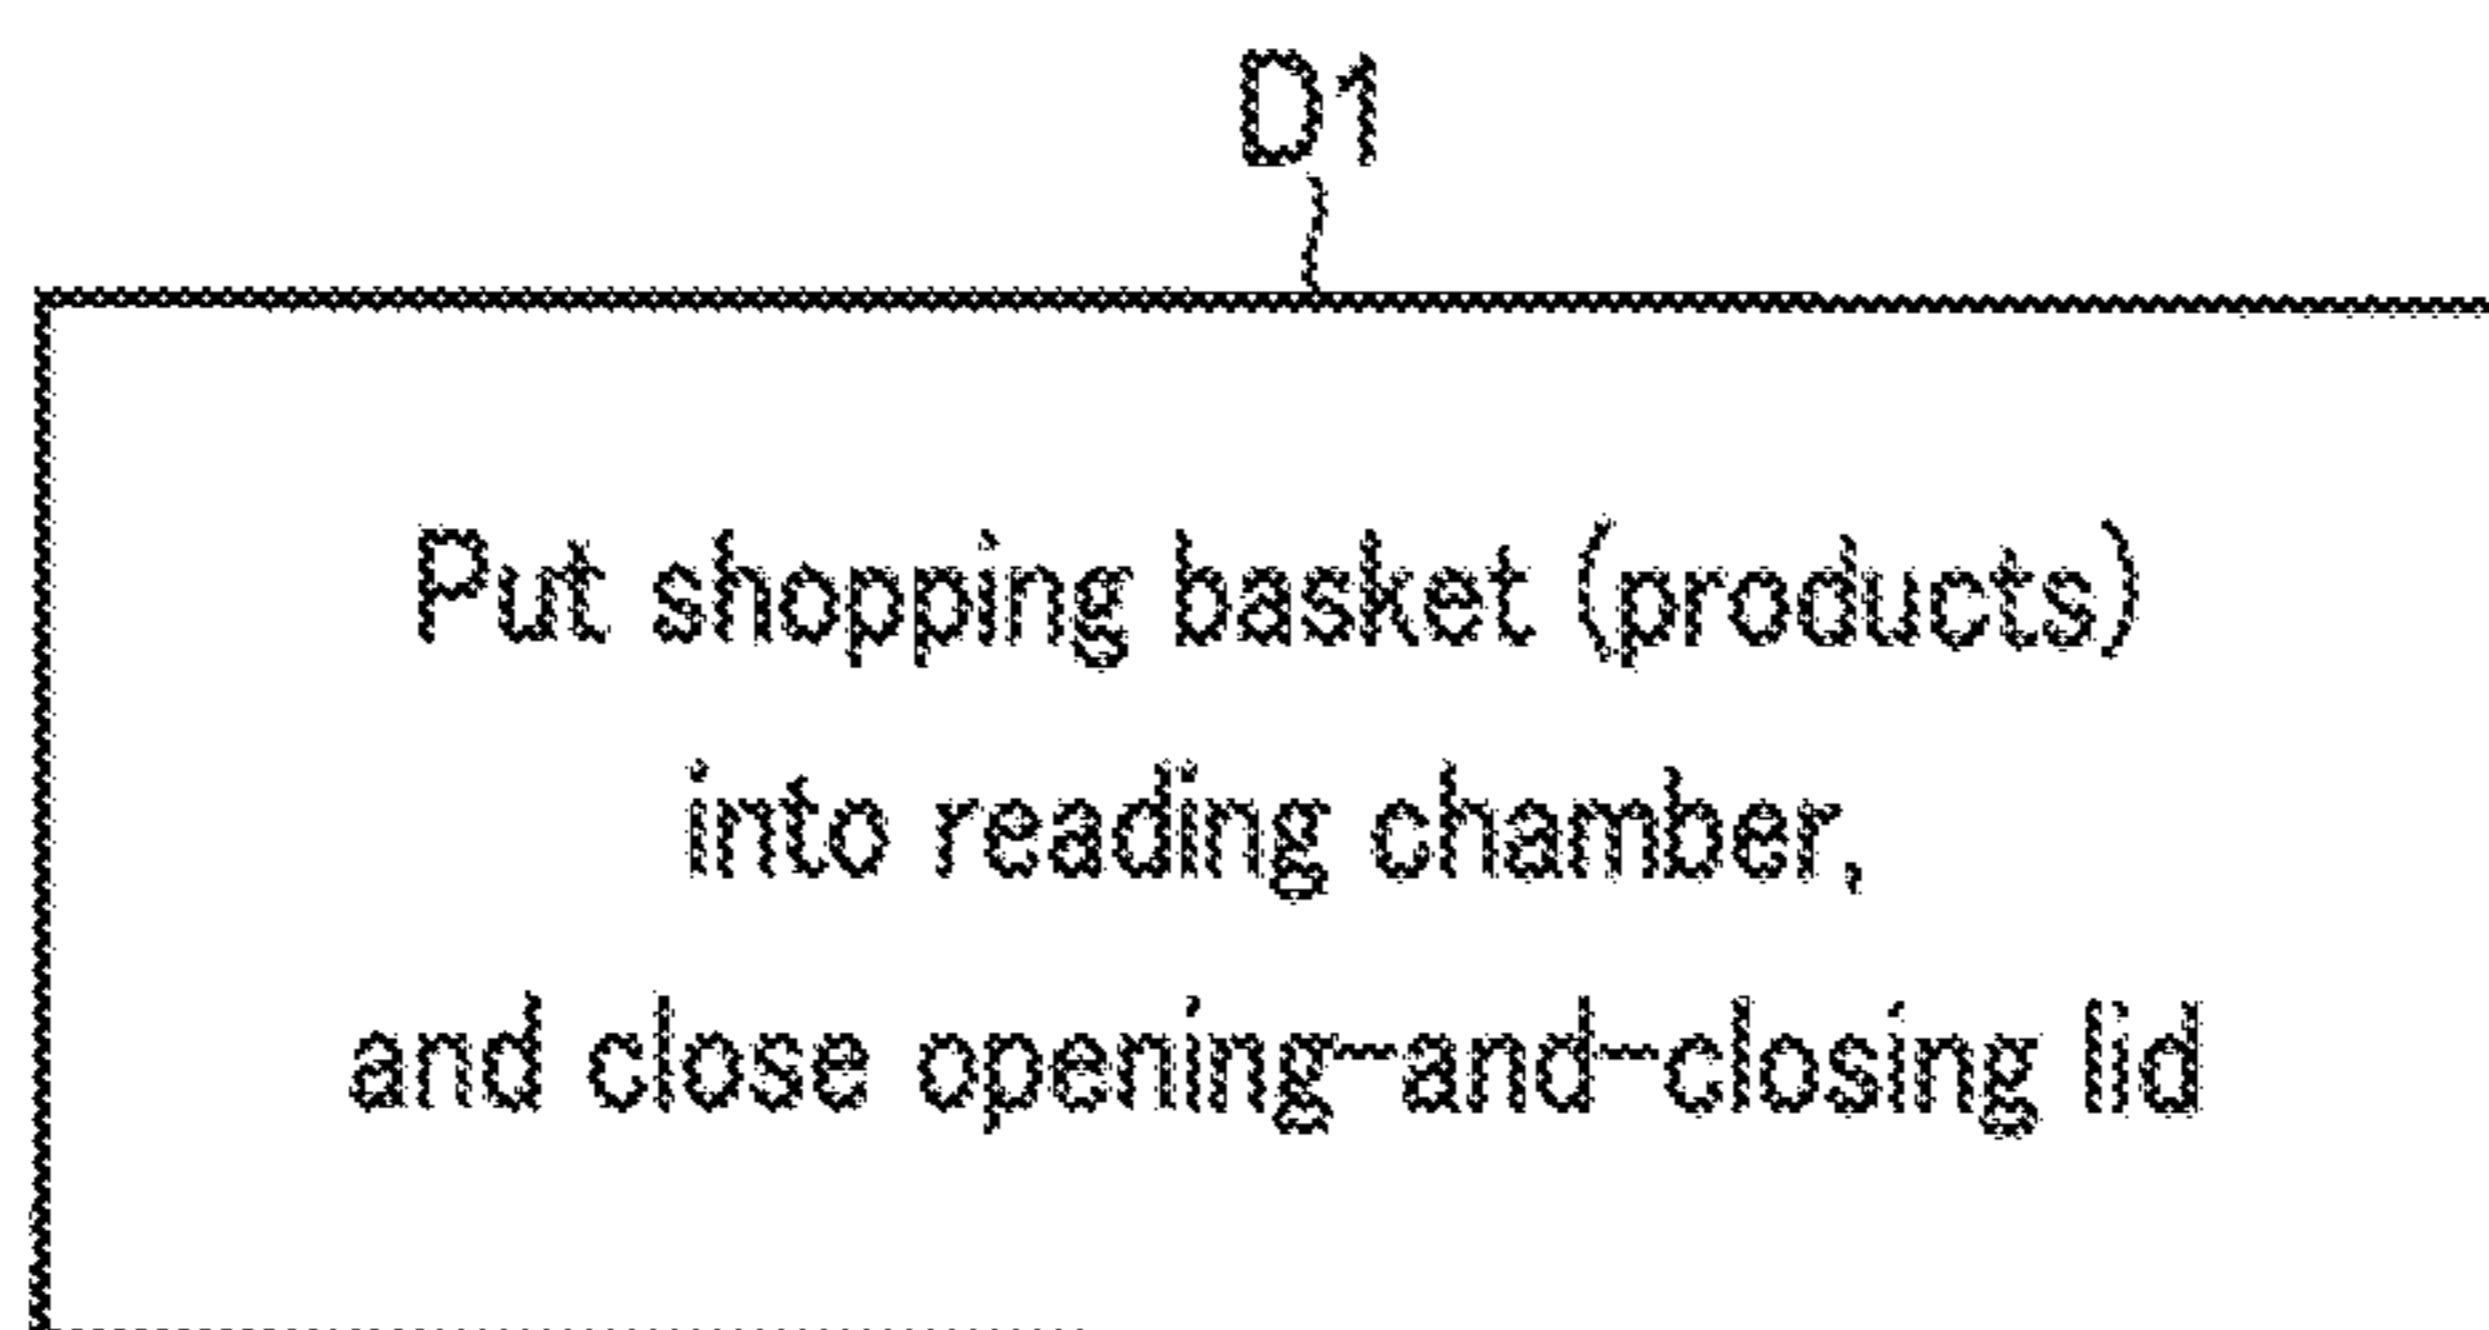 D1
Put shopping basket (products)
into reading chamber,
and close opening-and-closing lid